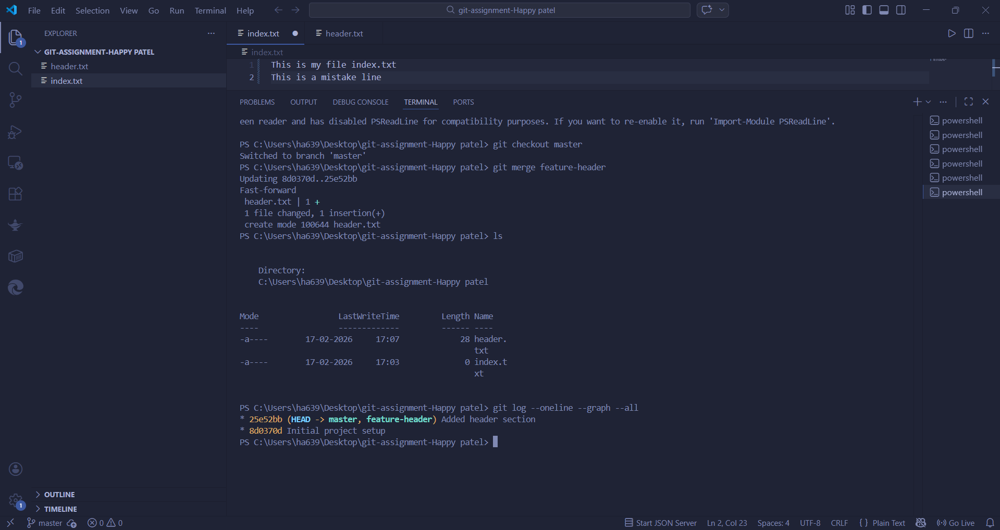 File Edit Selection View Go Run Terminal Help
git-assignment-Happy patel
EXPLORER
GIT-ASSIGNMENT-HAPPY PATEL
header.txt
index.txt
index.txt
header.txt
index.txt
1 This is my file index.txt
2 This is a mistake line
PROBLEMS OUTPUT DEBUG CONSOLE TERMINAL PORTS
een reader and has disabled PSReadLine for compatibility purposes. If you want to re-enable it, run 'Import-Module PSReadLine'.
PS C:\Users\ha639\Desktop\git-assignment-Happy patel> git checkout master
Switched to branch 'master'
PS C:\Users\ha639\Desktop\git-assignment-Happy patel> git merge feature-header
Updating 8d0370d..25e52bb
Fast-forward
header.txt | 1 +
1 file changed, 1 insertion(+)
create mode 100644 header.txt
PS C:\Users\ha639\Desktop\git-assignment-Happy patel> ls
Directory:
C:\Users\ha639\Desktop\git-assignment-Happy patel
Mode LastWriteTime Length Name
---- ------------- ------ ----
-a---- 17-02-2026 17:07 28 header.
txt
-a---- 17-02-2026 17:03 0 index.t
xt
PS C:\Users\ha639\Desktop\git-assignment-Happy patel> git log --oneline --graph --all
* 25e52bb (HEAD -> master, feature-header) Added header section
* 8d0370d Initial project setup
PS C:\Users\ha639\Desktop\git-assignment-Happy patel>
powershell
powershell
powershell
powershell
powershell
powershell
1
1
OUTLINE
TIMELINE
master 0 0
Start JSON Server Ln 2, Col 23 Spaces: 4 UTF-8 CRLF { } Plain Text Go Live